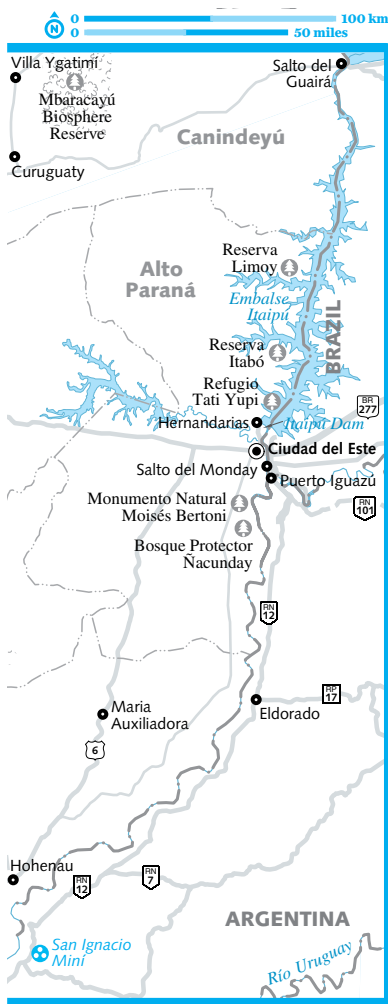 0 100 km
N 0 50 miles
Villa Ygatimí
Salto del
Guairá
Mbaracayú
Biosphere
Reserve
Canindeyú
Curuguaty
Reserva
Limoy
Alto
Paraná
Embalse
Itaipú
BRAZIL
Reserva
Itabó
Refugio
Tati Yupi
BR
277
Hernandarias
Itaipú Dam
Ciudad del Este
Salto del Monday
Puerto Iguazú
Monumento Natural
Moisés Bertoni
RN
101
Bosque Protector
Ñacunday
RN
12
RP
17
Maria
Auxiliadora
Eldorado
6
Hohenau
RN
12
RN
7
ARGENTINA
San Ignacio
Miní
Río Uruguay